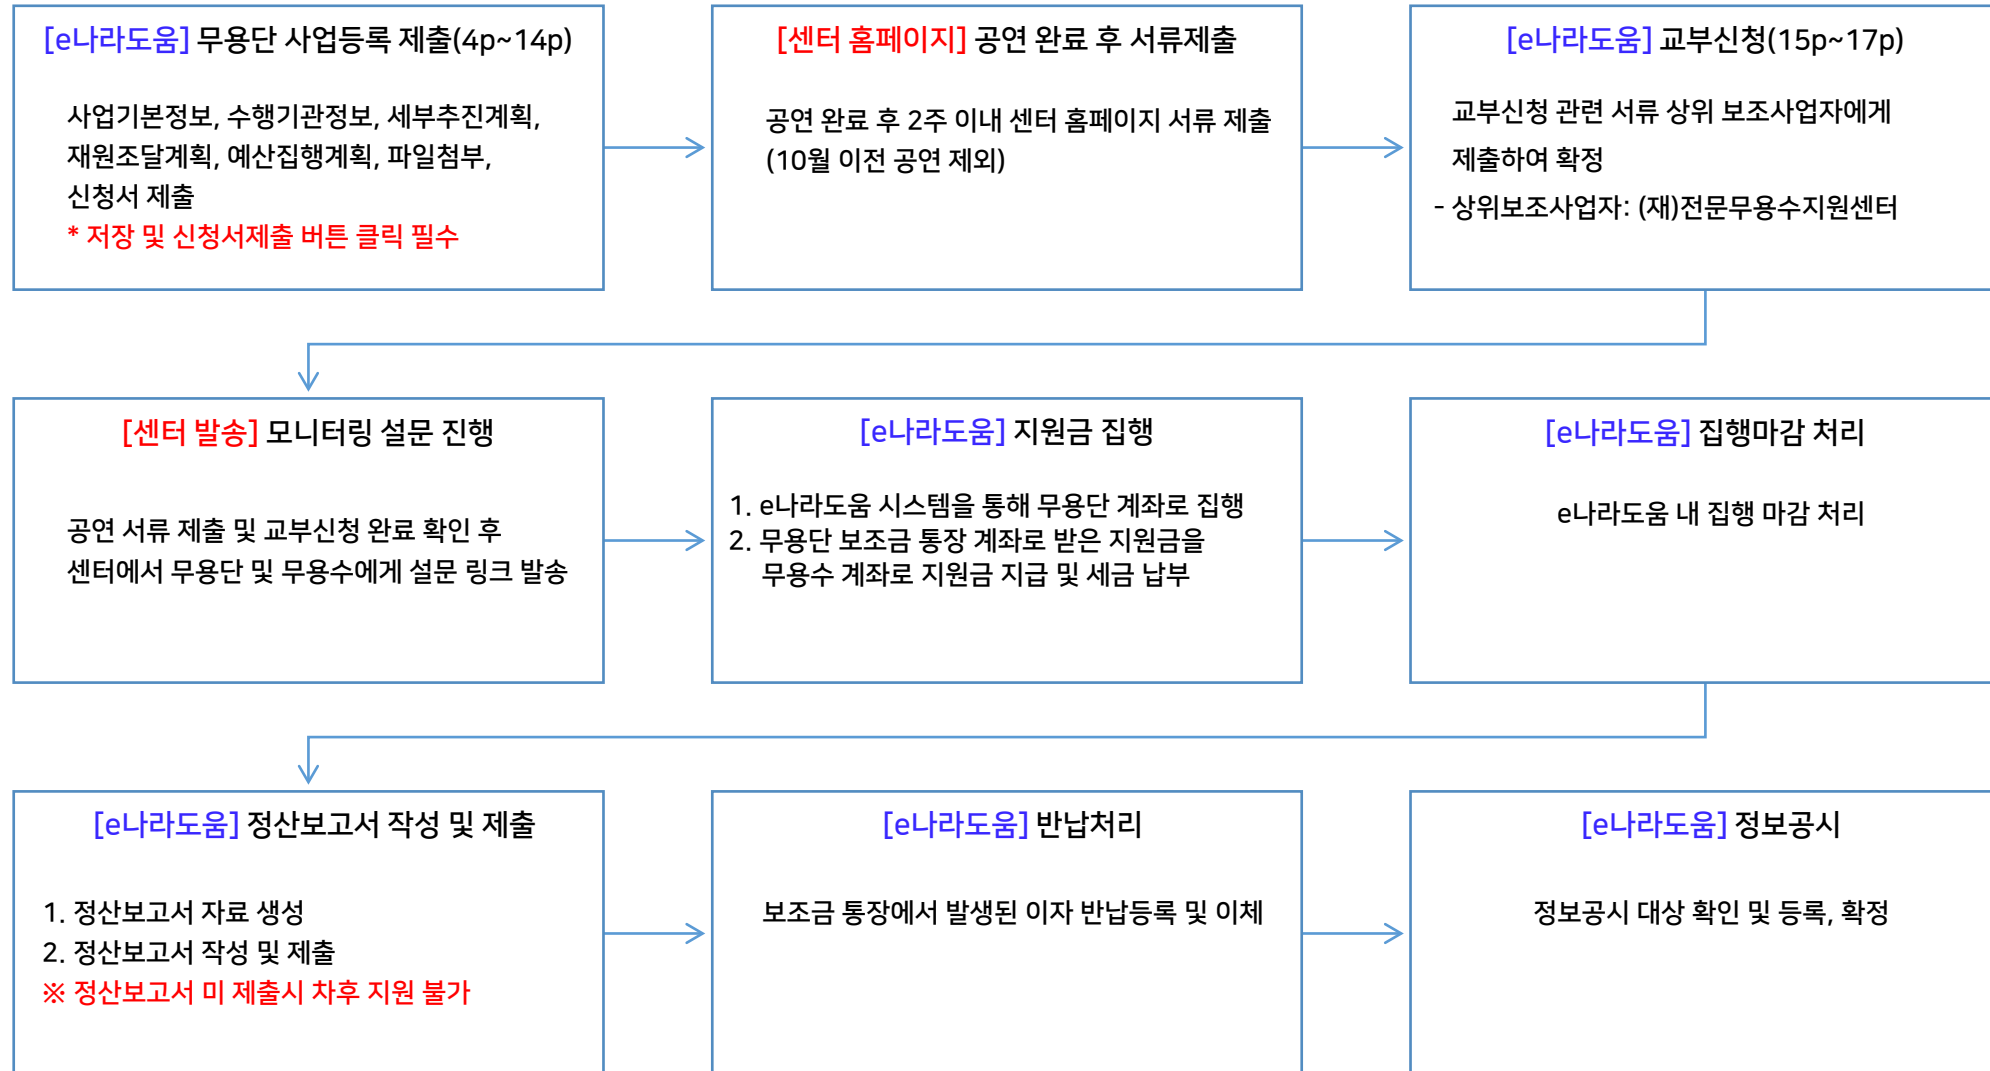 [e나라도움] 무용단 사업등록 제출(4p~14p)
사업기본정보, 수행기관정보, 세부추진계획,
재원조달계획, 예산집행계획, 파일첨부,
신청서 제출
* 저장 및 신청서제출 버튼 클릭 필수
[센터 홈페이지] 공연 완료 후 서류제출
공연 완료 후 2주 이내 센터 홈페이지 서류 제출
(10월 이전 공연 제외)
[e나라도움] 교부신청(15p~17p)
교부신청 관련 서류 상위 보조사업자에게
제출하여 확정
- 상위보조사업자: (재)전문무용수지원센터
[센터 발송] 모니터링 설문 진행
공연 서류 제출 및 교부신청 완료 확인 후
센터에서 무용단 및 무용수에게 설문 링크 발송
[e나라도움] 지원금 집행
1. e나라도움 시스템을 통해 무용단 계좌로 집행
2. 무용단 보조금 통장 계좌로 받은 지원금을
무용수 계좌로 지원금 지급 및 세금 납부
[e나라도움] 집행마감 처리
e나라도움 내 집행 마감 처리
[e나라도움] 정산보고서 작성 및 제출
1. 정산보고서 자료 생성
2. 정산보고서 작성 및 제출
※ 정산보고서 미 제출시 차후 지원 불가
[e나라도움] 반납처리
보조금 통장에서 발생된 이자 반납등록 및 이체
[e나라도움] 정보공시
정보공시 대상 확인 및 등록, 확정